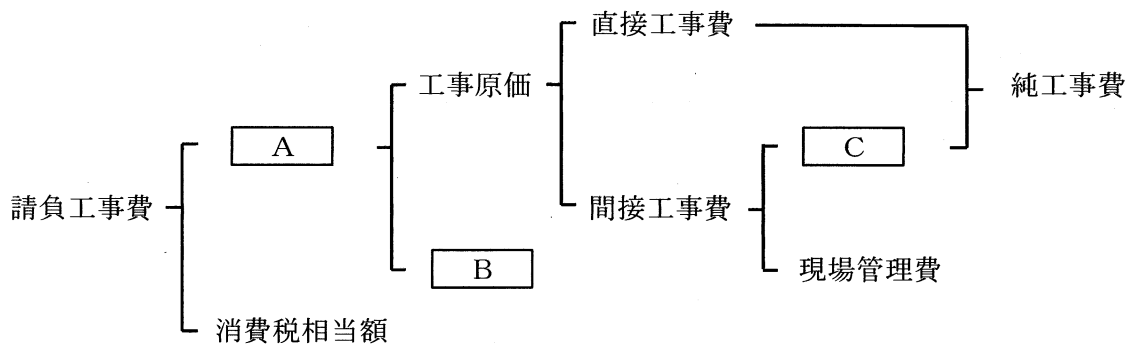 直接工事費
工事原価
純工事費
A
C
請負工事費
間接工事費
B
現場管理費
消費税相当額